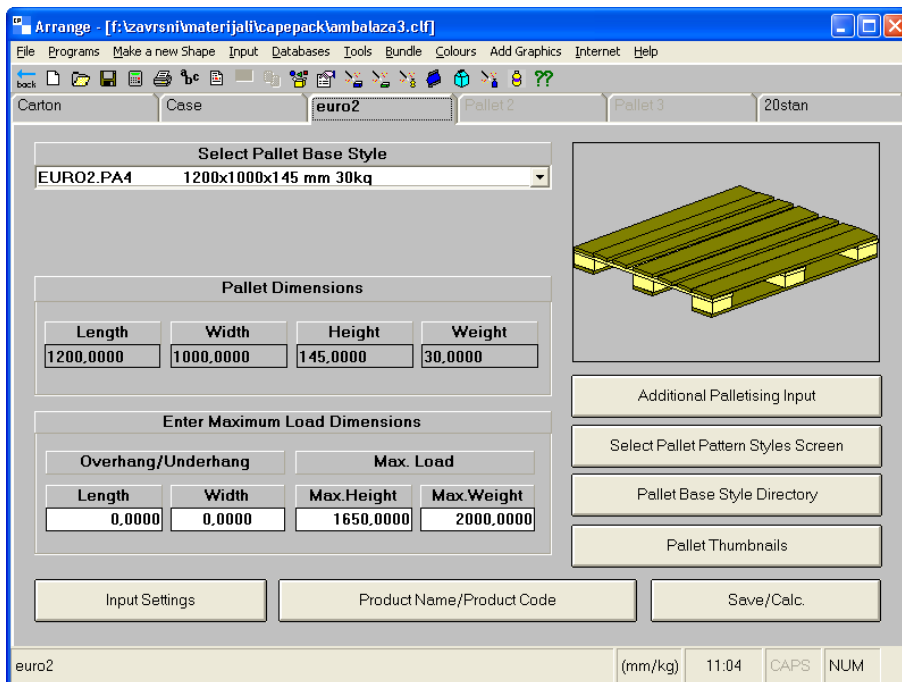 Arrange - [f:\zavrsni\materijali\capepack\ambalaza3.clf]
File Programs Make a new Shape Input Databases Tools Bundle Colours Add Graphics Internet Help
back abc ??
Carton Case euro2 Pallet 2 Pallet 3 20stan
Select Pallet Base Style
EURO2.PA4 1200x1000x145 mm 30kq
Pallet Dimensions
Length Width Height Weight
1200,0000 1000,0000 145,0000 30,0000
Additional Palletising Input
Enter Maximum Load Dimensions
Select Pallet Pattern Styles Screen
Overhang/Underhang Max. Load
Length Width Max.Height Max.Weight
Pallet Base Style Directory
0,0000 0,0000 1650,0000 2000,0000
Pallet Thumbnails
Input Settings Product Name/Product Code Save/Calc.
euro2 (mm/kg) 11:04 CAPS NUM